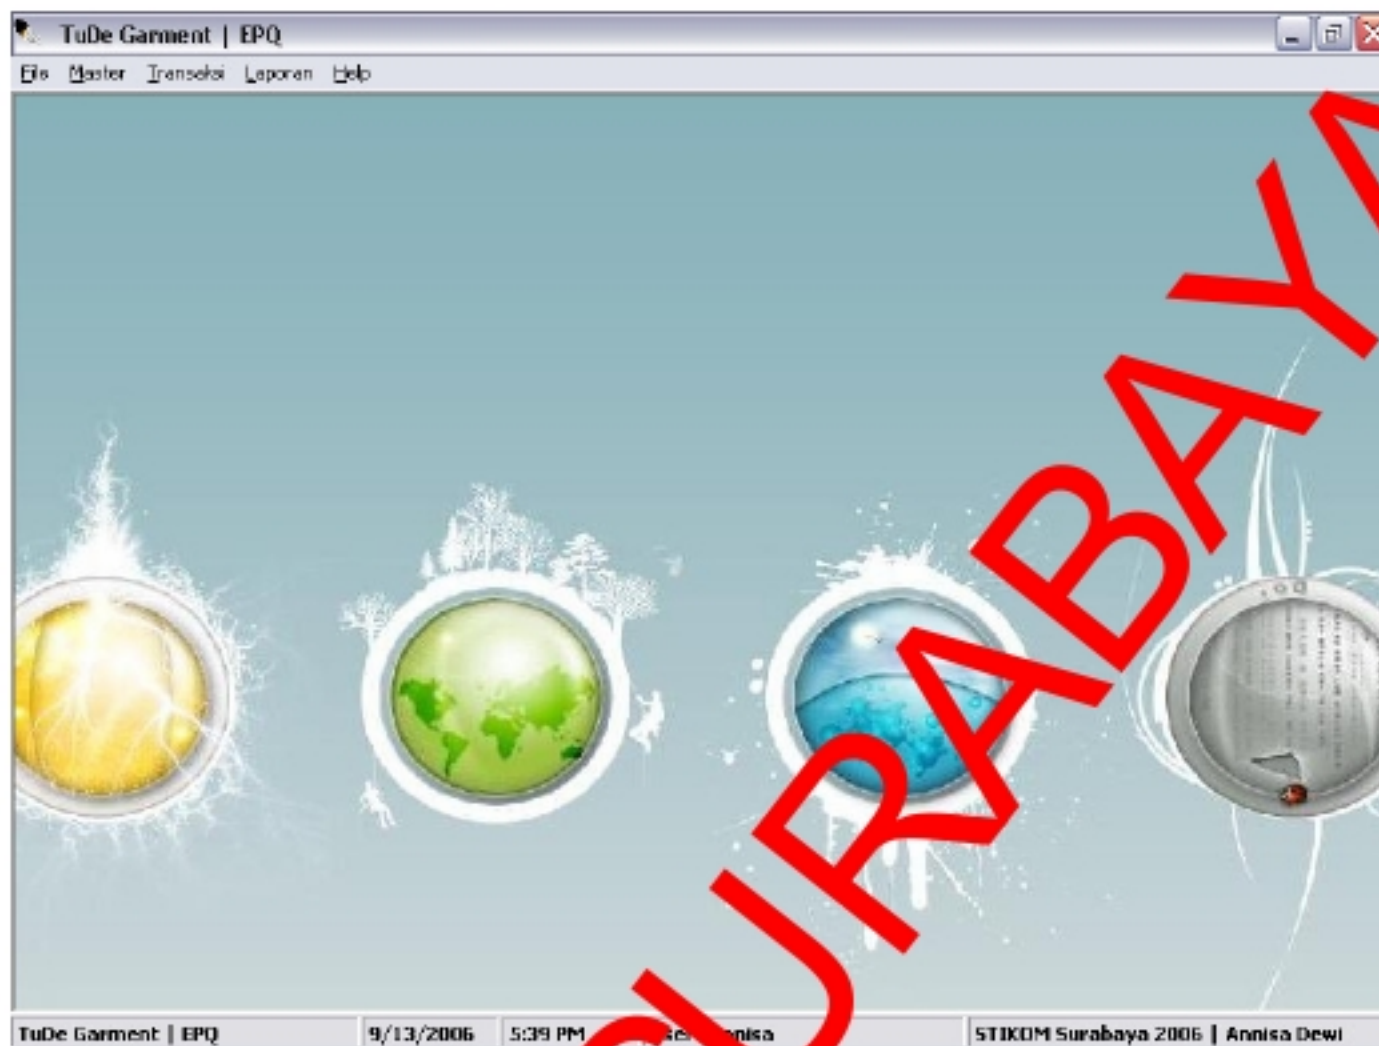 TuDe Garment | EPQ
File Master Transaksi Laporan Help
SURABAYA
TuDe Garment | EPQ 9/13/2006 5:39 PM STIKOM Surabaya 2006 | Annisa Dewi